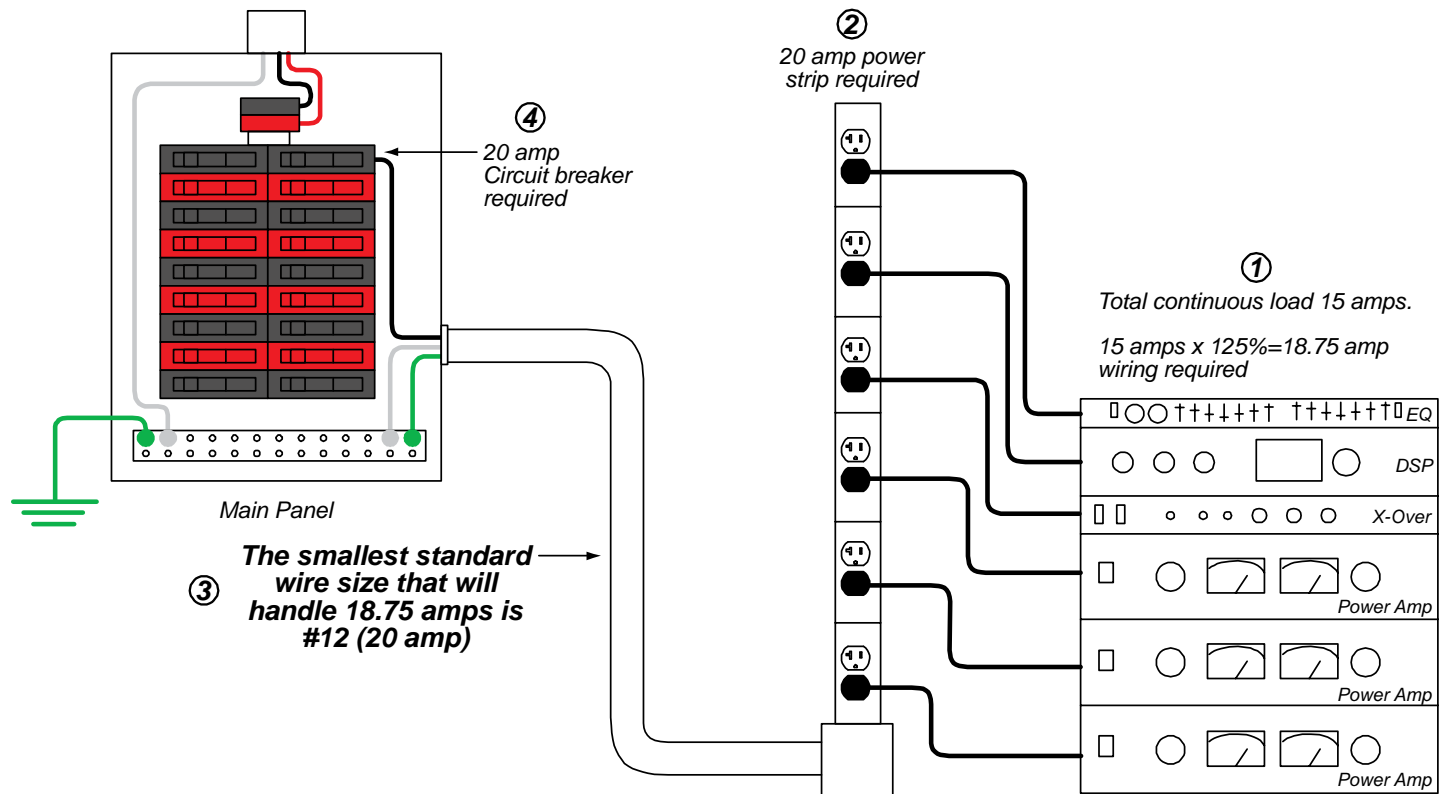 ②
20 amp power
strip required
④
20 amp
Circuit breaker
required
①
Total continuous load 15 amps.
15 amps x 125%=18.75 amp
wiring required
EQ
DSP
X-Over
Power Amp
Power Amp
Power Amp
Main Panel
③
The smallest standard
wire size that will
handle 18.75 amps is
#12 (20 amp)